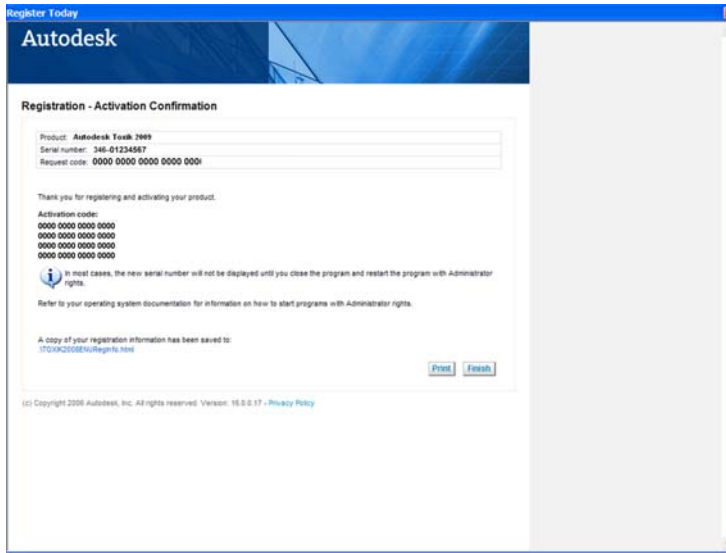 Register Today
Autodesk
Registration - Activation Confirmation
Product: Autodesk Toxik 2009
Serial number: 346-01234567
Request code: 0000 0000 0000 0000 000
Thank you for registering and activating your product.
Activation code:
0000 0000 0000 0000
0000 0000 0000 0000
0000 0000 0000 0000
0000 0000 0000 0000
In most cases, the new serial number will not be displayed until you close the program and restart the program with Administrator
rights.
Refer to your operating system documentation for information on how to start programs with Administrator rights.
A copy of your registration information has been saved to:
Print Finish
(c) Copyright 2006 Autodesk, Inc. All rights reserved. Version: 16.0.0.17 - Privacy Policy